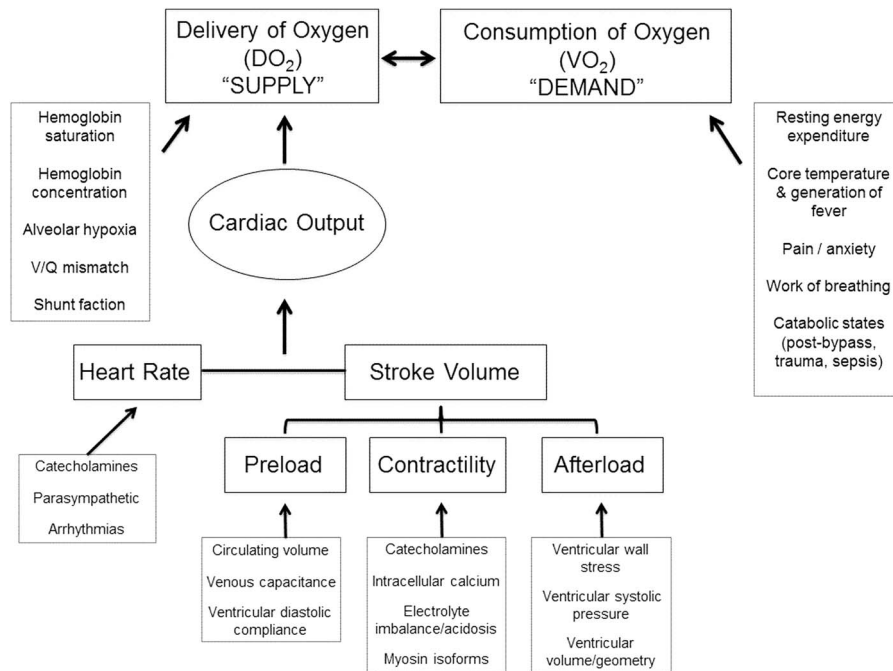 Delivery of Oxygen
(DO₂)
“SUPPLY”
Consumption of Oxygen
(VO₂)
“DEMAND”
Hemoglobin
saturation
Hemoglobin
concentration
Alveolar hypoxia
V/Q mismatch
Shunt faction
Cardiac Output
Resting energy
expenditure
Core temperature
& generation of
fever
Pain / anxiety
Work of breathing
Catabolic states
(post-bypass,
trauma, sepsis)
Heart Rate
Stroke Volume
Catecholamines
Parasympathetic
Arrhythmias
Preload
Contractility
Afterload
Circulating volume
Venous capacitance
Ventricular diastolic
compliance
Catecholamines
Intracellular calcium
Electrolyte
imbalance/acidosis
Myosin isoforms
Ventricular wall
stress
Ventricular systolic
pressure
Ventricular
volume/geometry